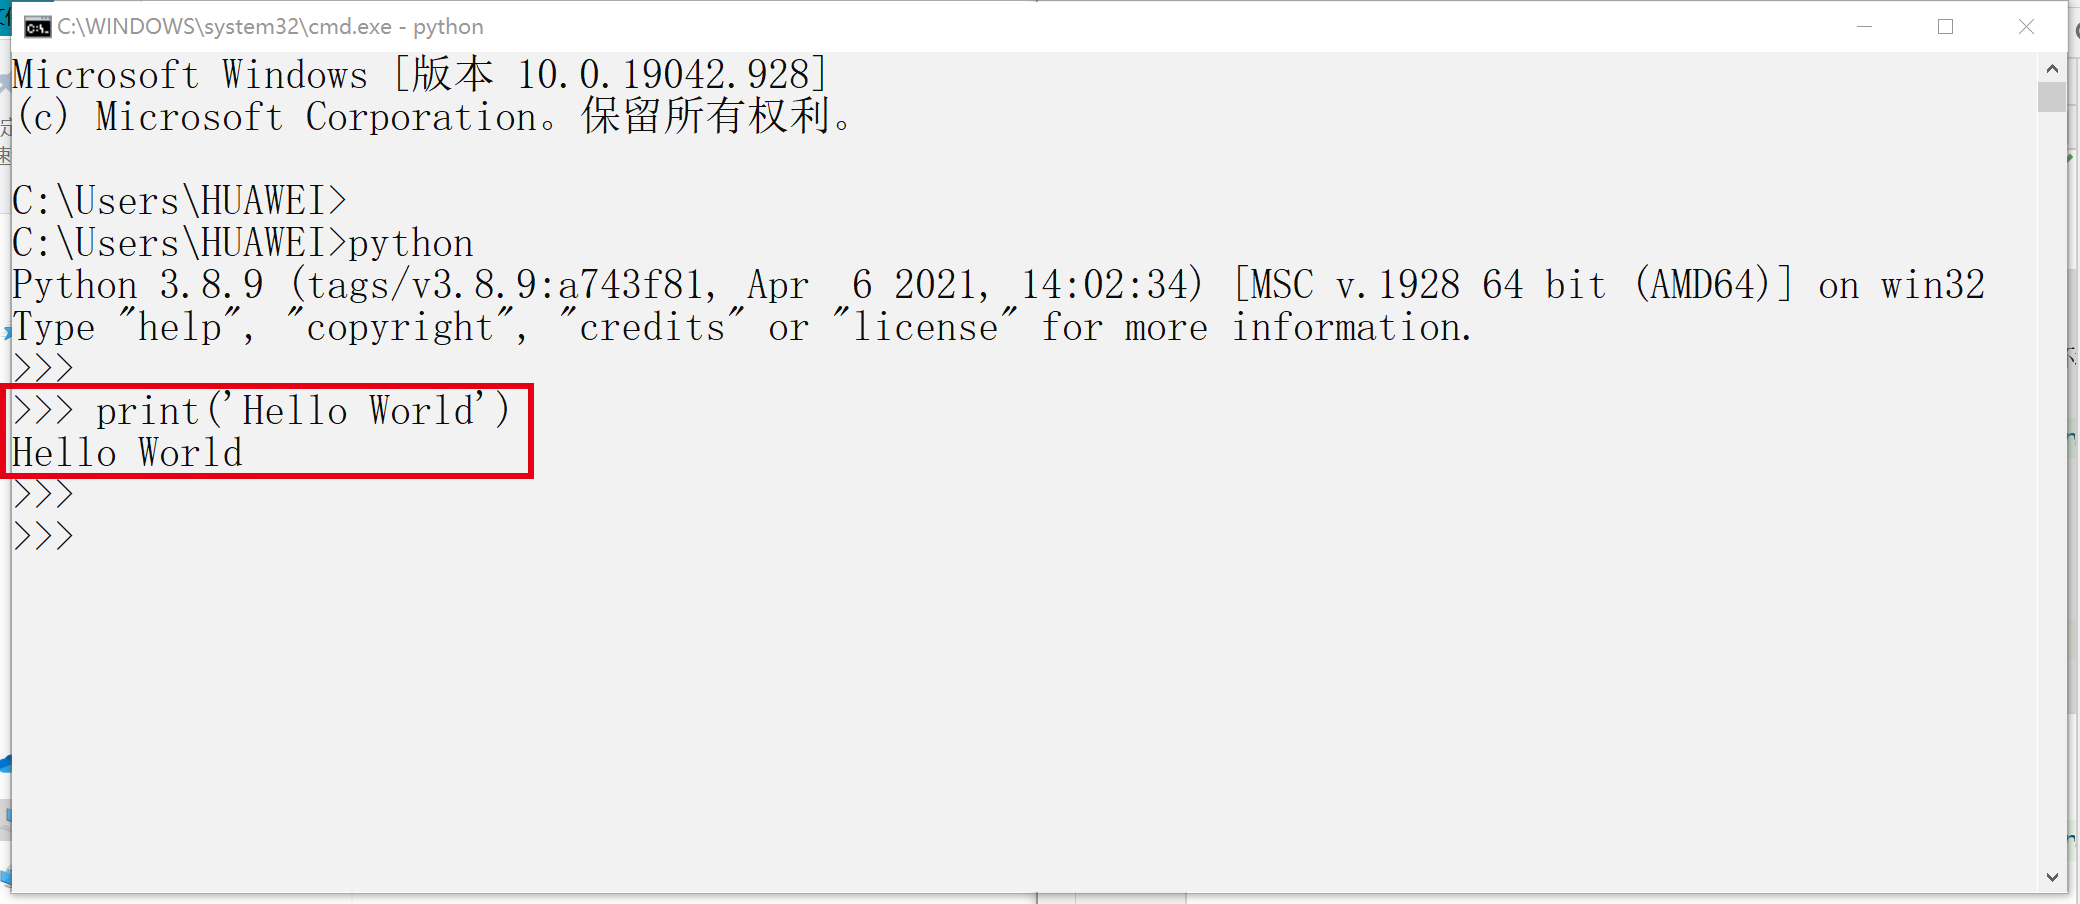 C:\WINDOWS\system32\cmd.exe - python
Microsoft Windows [版本 10.0.19042.928]
(c) Microsoft Corporation。保留所有权利。
C:\Users\HUAWEI>
C:\Users\HUAWEI>python
Python 3.8.9 (tags/v3.8.9:a743f81, Apr  6 2021, 14:02:34) [MSC v.1928 64 bit (AMD64)] on win32
Type "help", "copyright", "credits" or "license" for more information.
>>>
>>> print('Hello World')
Hello World
>>>
>>>